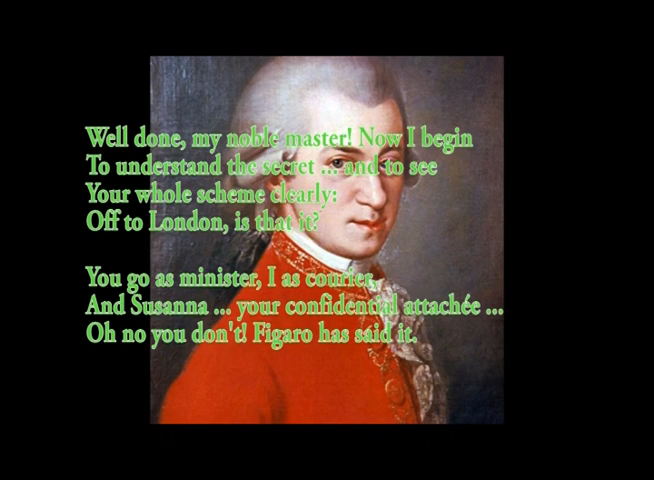 Well done, my noble master! Now I begin
To understand the secret ... and to see
Your whole scheme clearly:
Off to London, is that it?
You go as minister, I as courier,
And Susanna ... your confidential attachée ...
Oh no you don't! Figaro has said it.